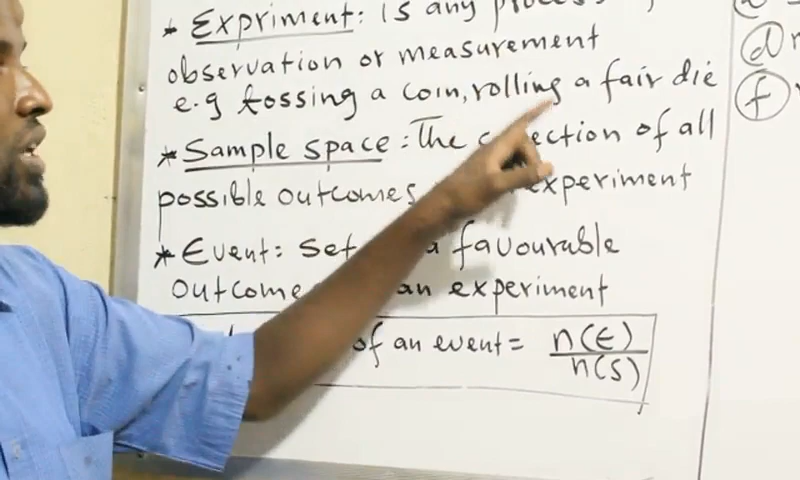 * Expriment: is any process
observation or measurement
e.g tossing a coin, rolling a fair die
* Sample space: The ection of all
possible outcomes experiment
* Event: Set a favourable
outcome an experiment
of an event = n(E)
n(S)
d
f